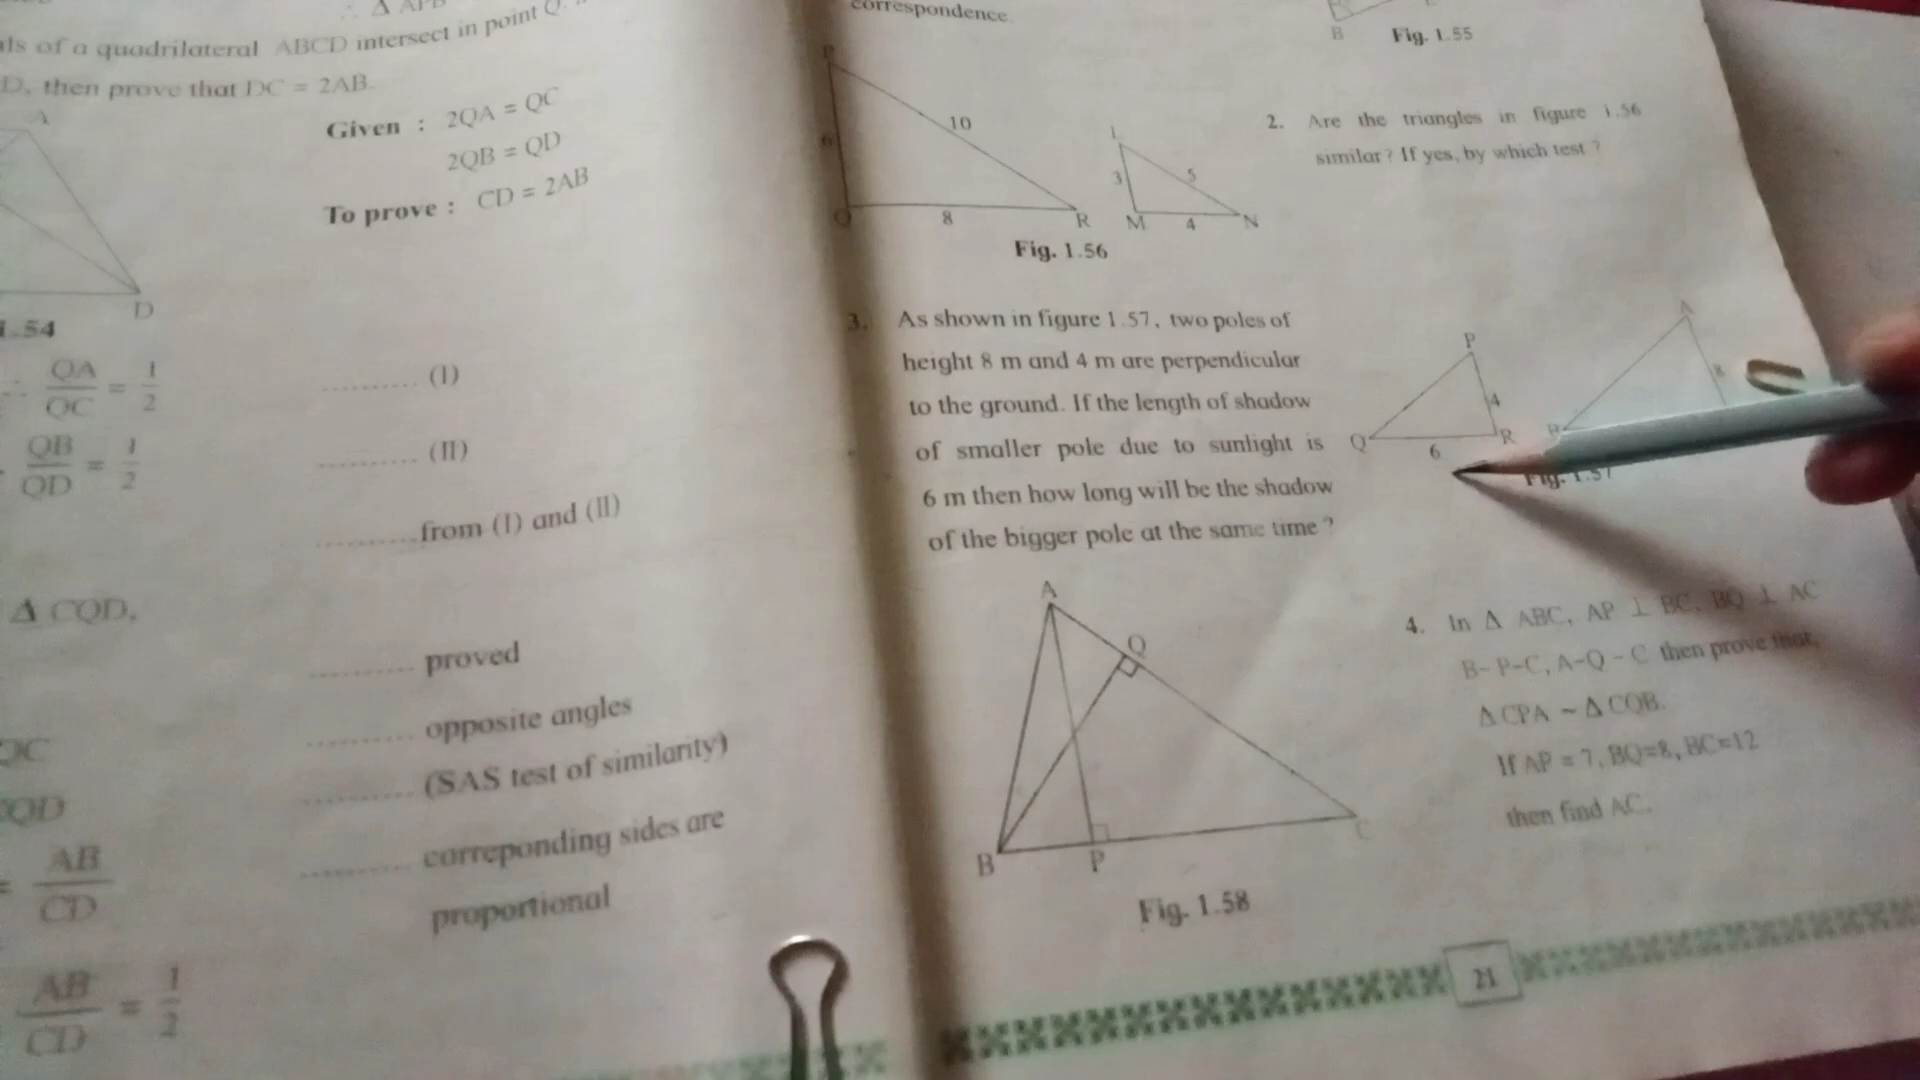 of a quadrilateral ABCD intersect in point Q.
then prove that DC = 2AB.
Given : 2QA = QC
2QB = QD
To prove : CD = 2AB
A
D
1.54
QA/QC = 1/2 .......... (I)
QB/QD = 1/2 .......... (II)
..........from (I) and (II)
Δ CQD,
.......... proved
.......... opposite angles
QC .......... (SAS test of similarity)
QD
= AB/CD .......... correponding sides are
proportional
AB/CD = 1/2
correspondence.
B
Fig. 1.55
P
6
10
Q
8
R
L
3
5
M
4
N
Fig. 1.56
2. Are the triangles in figure 1.56
similar? If yes, by which test ?
3. As shown in figure 1.57, two poles of
height 8 m and 4 m are perpendicular
to the ground. If the length of shadow
of smaller pole due to sunlight is
6 m then how long will be the shadow
of the bigger pole at the same time ?
P
4
Q
6
R
A
8
B
Fig. 1.57
A
Q
B
P
C
Fig. 1.58
4. In Δ ABC, AP ⊥ BC, BQ ⊥ AC
B- P-C, A-Q - C then prove that,
Δ CPA ~ Δ CQB.
If AP = 7, BQ=8, BC=12
then find AC.
21